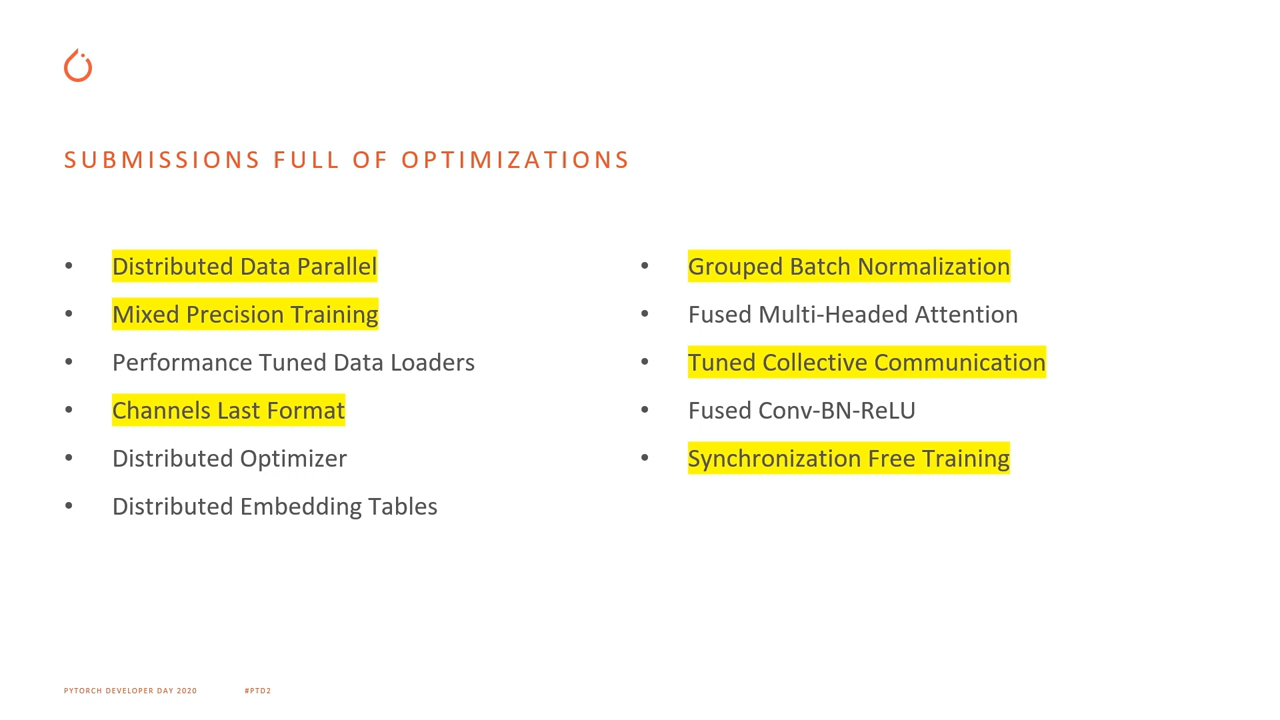 SUBMISSIONS FULL OF OPTIMIZATIONS
• Distributed Data Parallel
• Mixed Precision Training
• Performance Tuned Data Loaders
• Channels Last Format
• Distributed Optimizer
• Distributed Embedding Tables
• Grouped Batch Normalization
• Fused Multi-Headed Attention
• Tuned Collective Communication
• Fused Conv-BN-ReLU
• Synchronization Free Training
PYTORCH DEVELOPER DAY 2020 #PTD2